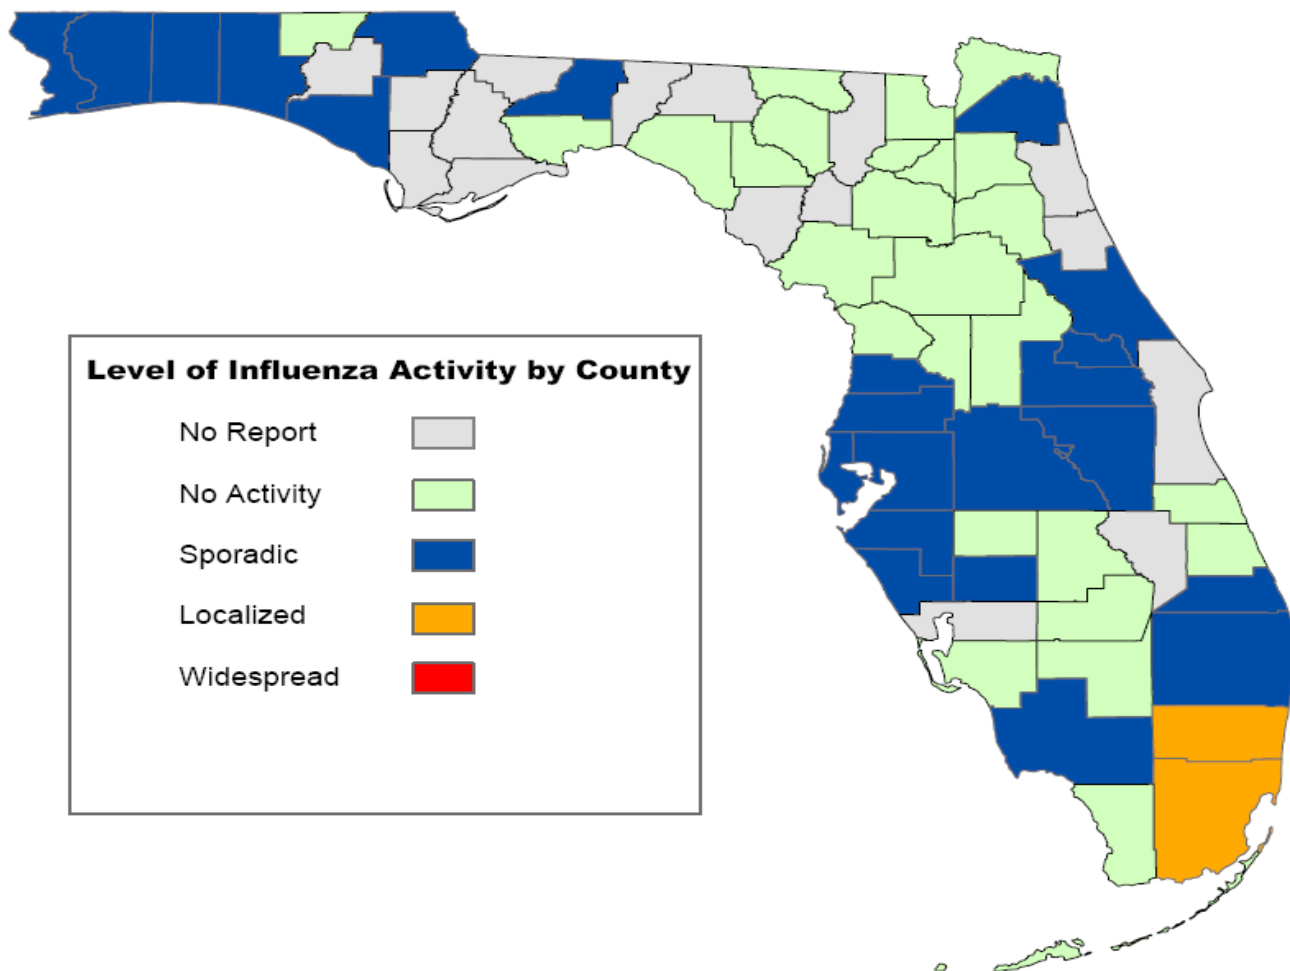 Level of Influenza Activity by County
No Report
No Activity
Sporadic
Localized
Widespread